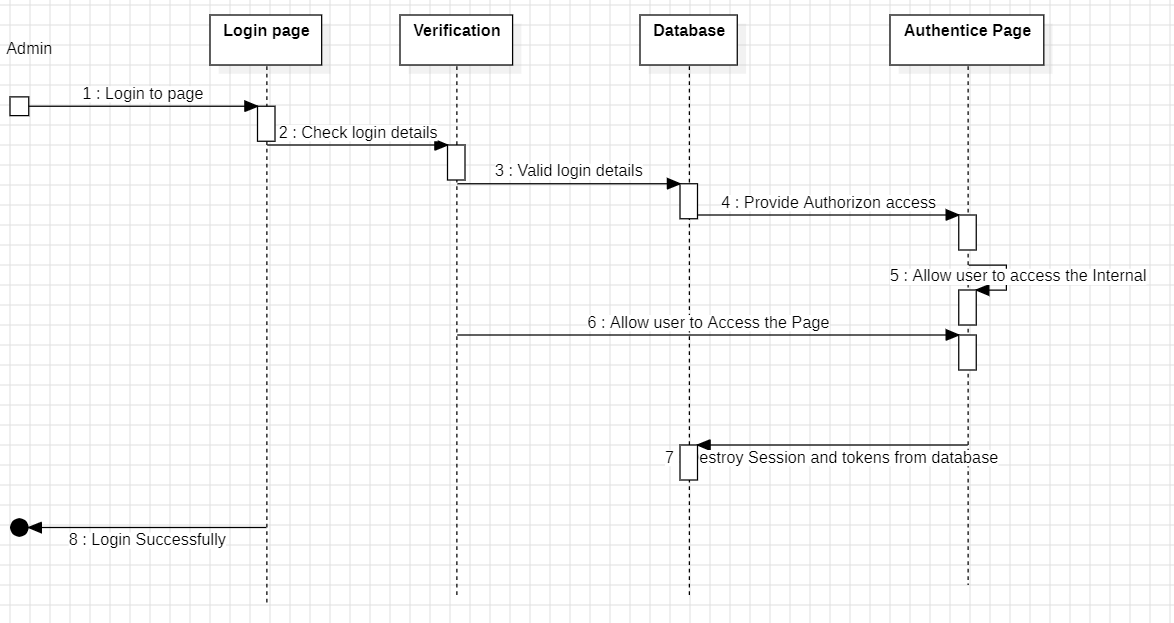 Login page
Verification
Database
Authentice Page
Admin
1 : Login to page
2 : Check login details
3 : Valid login details
4 : Provide Authorizon access
5 : Allow user to access the Internal
6 : Allow user to Access the Page
7 estroy Session and tokens from database
8 : Login Successfully